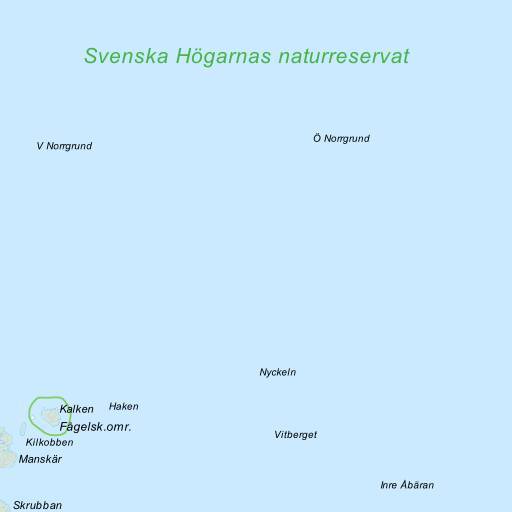 Svenska Högarnas naturreservat
V Norrgrund
Ö Norrgrund
Nyckeln
Kalken
Haken
Fågelsk.omr.
Vitberget
Kilkobben
Manskär
Inre Åbäran
Skrubban